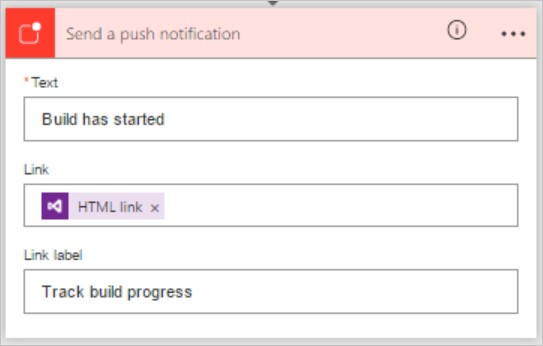 Send a push notification
*Text
Build has started
Link
HTML link ×
Link label
Track build progress